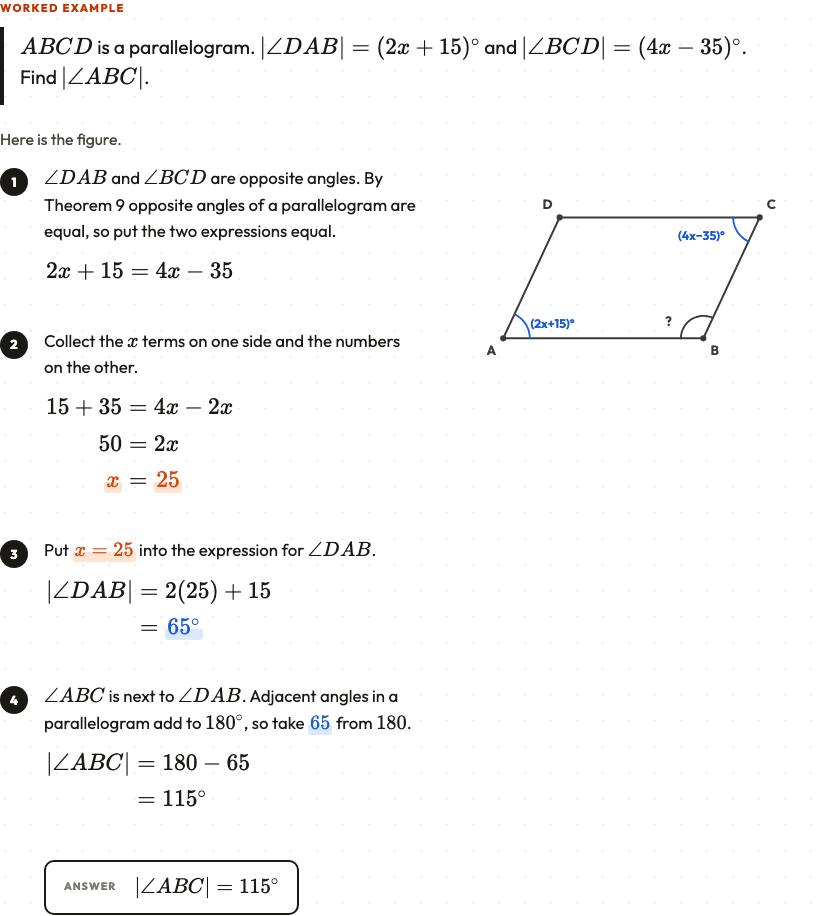 WORKED EXAMPLE
ABCD is a parallelogram. |∠DAB| = (2x + 15)° and |∠BCD| = (4x − 35)°.
Find |∠ABC|.
Here is the figure.
1
∠DAB and ∠BCD are opposite angles. By
Theorem 9 opposite angles of a parallelogram are
equal, so put the two expressions equal.
2x + 15 = 4x − 35
2
Collect the x terms on one side and the numbers
on the other.
15 + 35 = 4x − 2x
50 = 2x
x = 25
3
Put x = 25 into the expression for ∠DAB.
|∠DAB| = 2(25) + 15
= 65°
4
∠ABC is next to ∠DAB. Adjacent angles in a
parallelogram add to 180°, so take 65 from 180.
|∠ABC| = 180 − 65
= 115°
ANSWER |∠ABC| = 115°
D
C
(4x−35)°
(2x+15)°
?
A
B